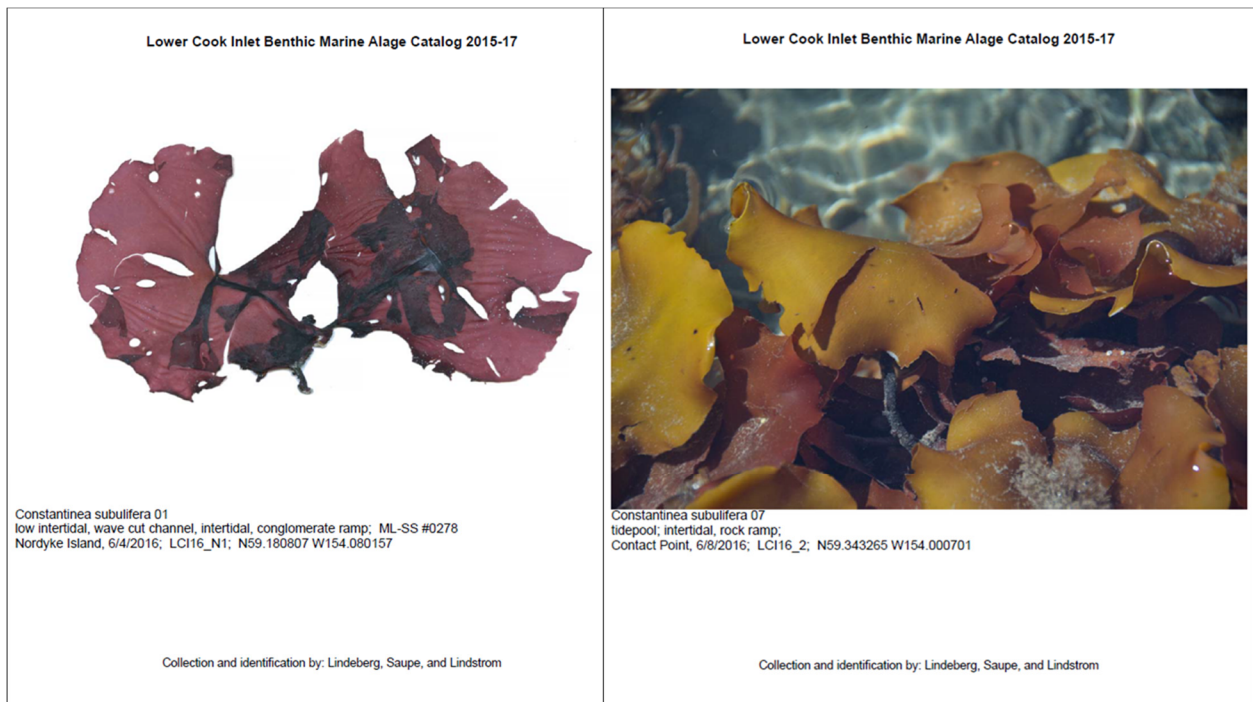 Lower Cook Inlet Benthic Marine Alage Catalog 2015-17
Constantinea subulifera 01
low intertidal, wave cut channel, intertidal, conglomerate ramp; ML-SS #0278
Nordyke Island, 6/4/2016; LCI16_N1; N59.180807 W154.080157
Collection and identification by: Lindeberg, Saupe, and Lindstrom
Lower Cook Inlet Benthic Marine Alage Catalog 2015-17
Constantinea subulifera 07
tidepool; intertidal, rock ramp;
Contact Point, 6/8/2016; LCI16_2; N59.343265 W154.000701
Collection and identification by: Lindeberg, Saupe, and Lindstrom